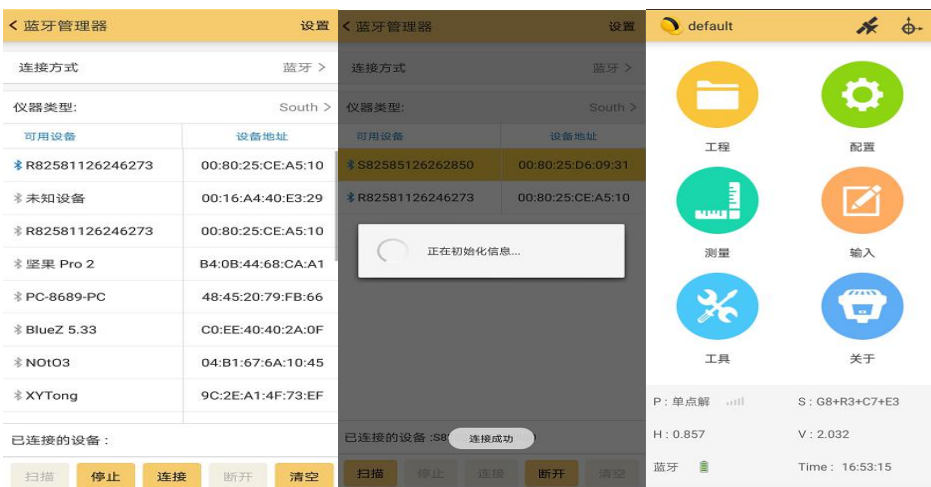 蓝牙管理器 设置
连接方式 蓝牙
仪器类型: South
可用设备 设备地址
R82581126246273 00:80:25:CE:A5:10
未知设备 00:16:A4:40:E3:29
R82581126246273 00:80:25:CE:A5:10
坚果 Pro 2 B4:0B:44:68:CA:A1
PC-8689-PC 48:45:20:79:FB:66
BlueZ 5.33 C0:EE:40:40:2A:0F
NOtO3 04:B1:67:6A:10:45
XYTong 9C:2E:A1:4F:73:EF
已连接的设备 :
扫描 停止 连接 断开 清空
蓝牙管理器 设置
连接方式 蓝牙
仪器类型: South
可用设备 设备地址
S82585126262850 00:80:25:D6:09:31
R82581126246273 00:80:25:CE:A5:10
正在初始化信息...
已连接的设备 :S8
连接成功
扫描 停止 连接 断开 清空
default
工程 配置
测量 输入
工具 关于
P : 单点解 S : G8+R3+C7+E3
H : 0.857 V : 2.032
蓝牙 Time : 16:53:15